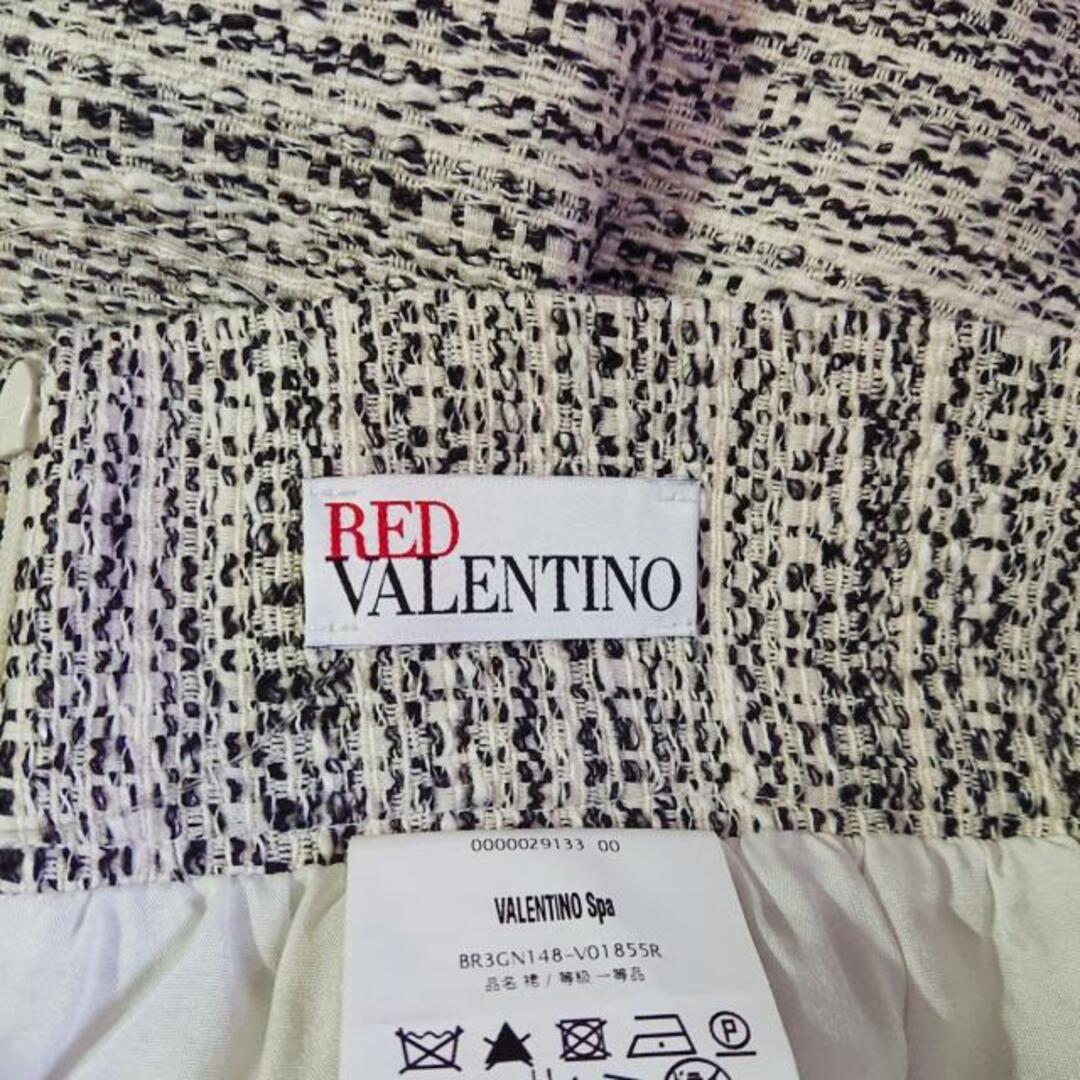 RED
VALENTINO
0000029133 00
VALENTINO Spa
BR3GN148-V01855R
品名 裙 / 等級 一等品
P